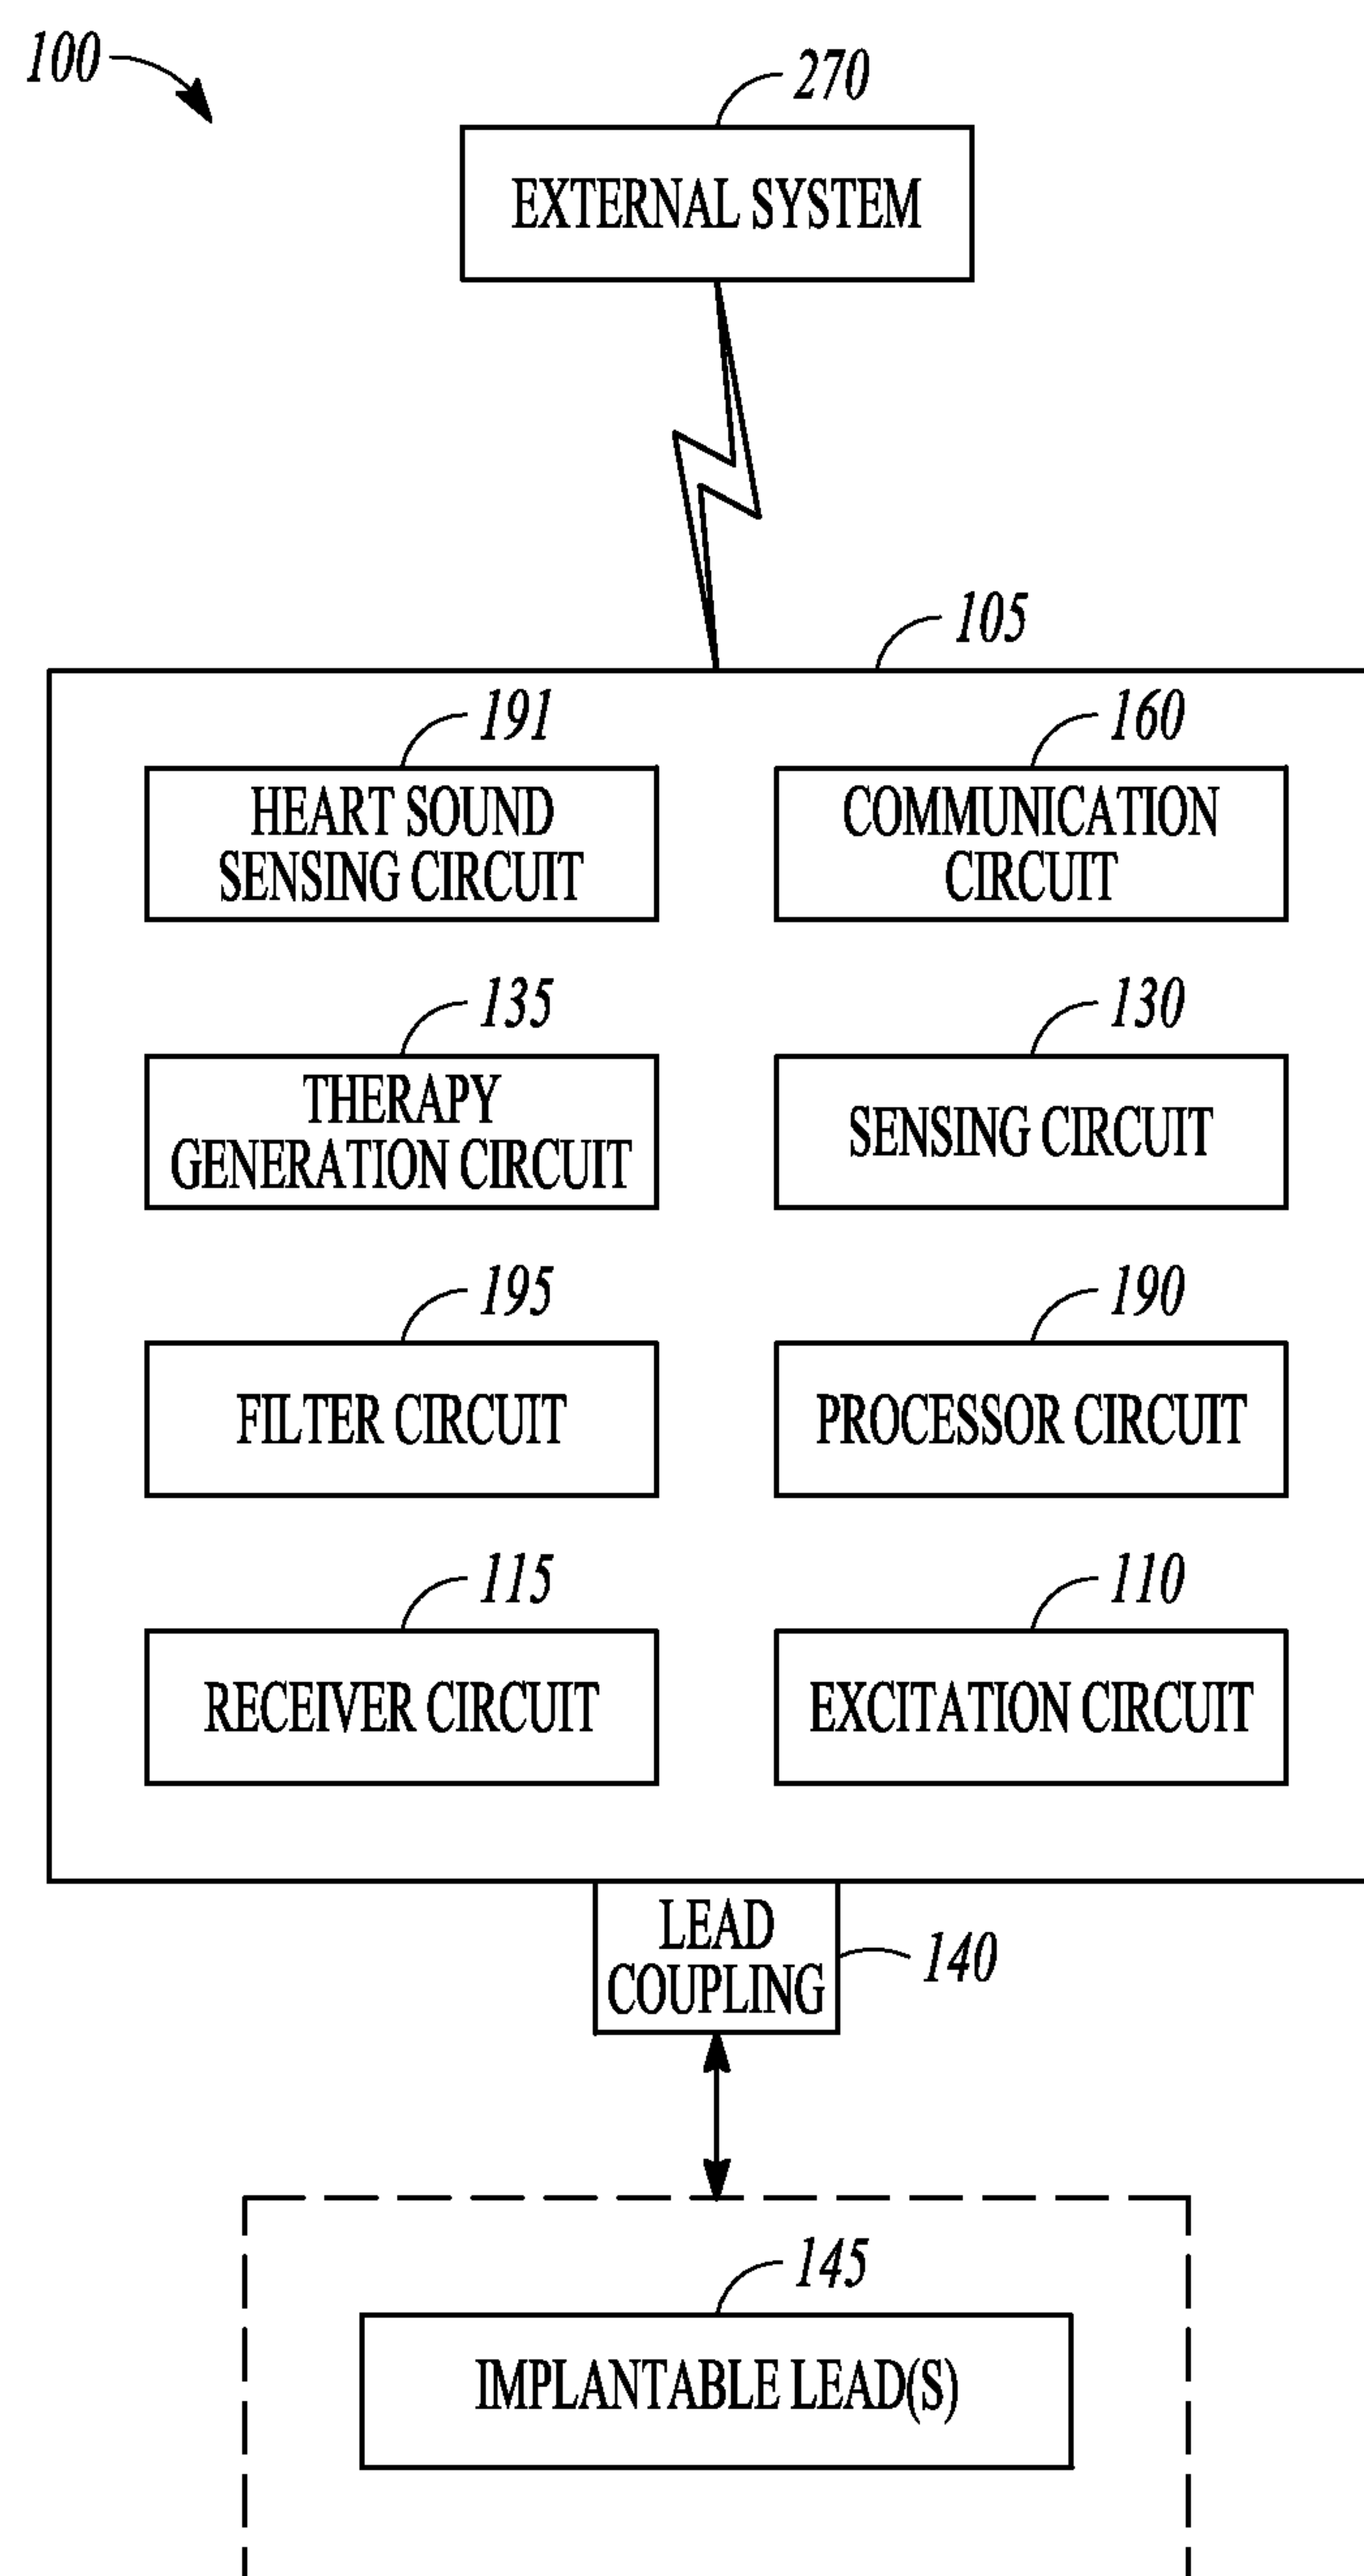 100
270
EXTERNAL SYSTEM
105
191
HEART SOUND
SENSING CIRCUIT
160
COMMUNICATION
CIRCUIT
135
THERAPY
GENERATION CIRCUIT
130
SENSING CIRCUIT
195
FILTER CIRCUIT
190
PROCESSOR CIRCUIT
115
RECEIVER CIRCUIT
110
EXCITATION CIRCUIT
LEAD
COUPLING
140
145
IMPLANTABLE LEAD(S)